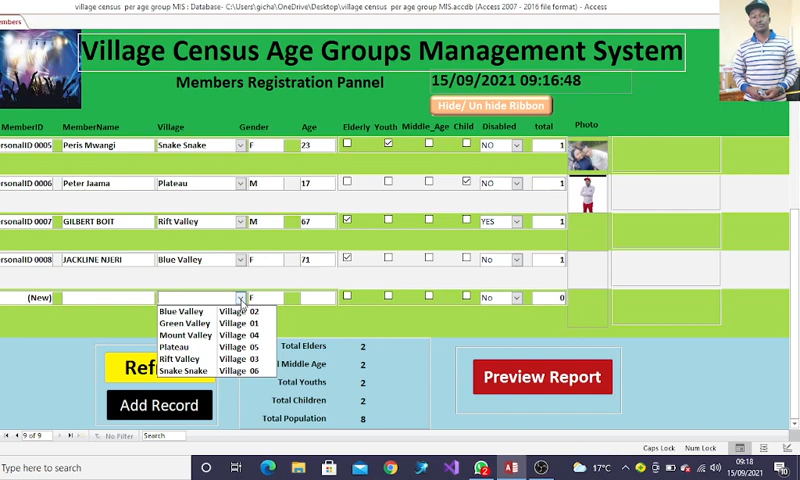 village census per age group MIS : Database- C:\Users\gicha\OneDrive\Desktop\village census per age group MIS.accdb (Access 2007 - 2016 file format) - Access
embers
Village Census Age Groups Management System
Members Registration Pannel
15/09/2021 09:16:48
Hide/ Un hide Ribbon
MemberID MemberName Village Gender Age Elderly Youth Middle_Age Child Disabled total Photo
ersonalID 0005 Peris Mwangi Snake Snake F 23 NO 1
ersonalID 0006 Peter Jaama Plateau M 17 NO 1
ersonalID 0007 GILBERT BOIT Rift Valley M 67 YES 1
ersonalID 0008 JACKLINE NJERI Blue Valley F 71 No 1
(New) F No 0
Blue Valley Village 02
Green Valley Village 01
Mount Valley Village 04
Plateau Village 05
Rift Valley Village 03
Snake Snake Village 06
Refr
Add Record
Total Elders 2
l Middle Age 2
Total Youths 2
Total Children 2
Total Population 8
Preview Report
9 of 9 No Filter Search
Caps Lock Num Lock
Type here to search
17°C
09:18
15/09/2021